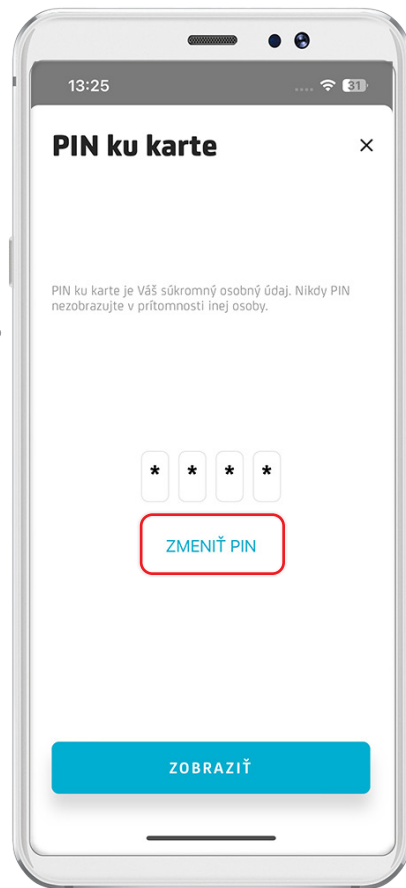 13:25
31
PIN ku karte
PIN ku karte je Váš súkromný osobný údaj. Nikdy PIN
nezobrazujte v prítomnosti inej osoby.
* * * *
ZMENIŤ PIN
ZOBRAZIŤ